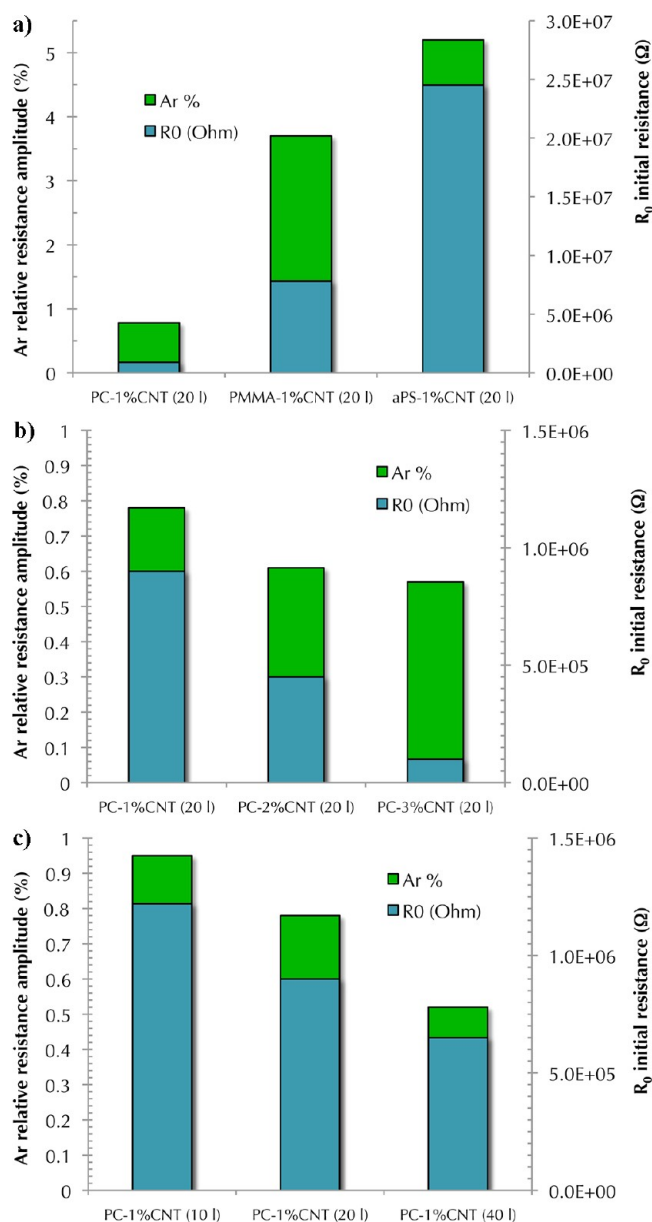 a)
Ar relative resistance amplitude (%)
5
4
3
2
1
0
Ar %
R0 (Ohm)
3.0E+07
2.5E+07
2.0E+07
1.5E+07
1.0E+07
5.0E+06
0.0E+00
R0 initial reisitance (Ω)
PC-1%CNT (20 l)
PMMA-1%CNT (20 l)
aPS-1%CNT (20 l)
b)
Ar relative resistance amplitude (%)
1
0.9
0.8
0.7
0.6
0.5
0.4
0.3
0.2
0.1
0
Ar %
R0 (Ohm)
1.5E+06
1.0E+06
5.0E+05
0.0E+00
R0 initial resistance (Ω)
PC-1%CNT (20 l)
PC-2%CNT (20 l)
PC-3%CNT (20 l)
c)
Ar relative resistance amplitude (%)
1
0.9
0.8
0.7
0.6
0.5
0.4
0.3
0.2
0.1
0
Ar %
R0 (Ohm)
1.5E+06
1.0E+06
5.0E+05
0.0E+00
R0 initial resistance (Ω)
PC-1%CNT (10 l)
PC-1%CNT (20 l)
PC-1%CNT (40 l)